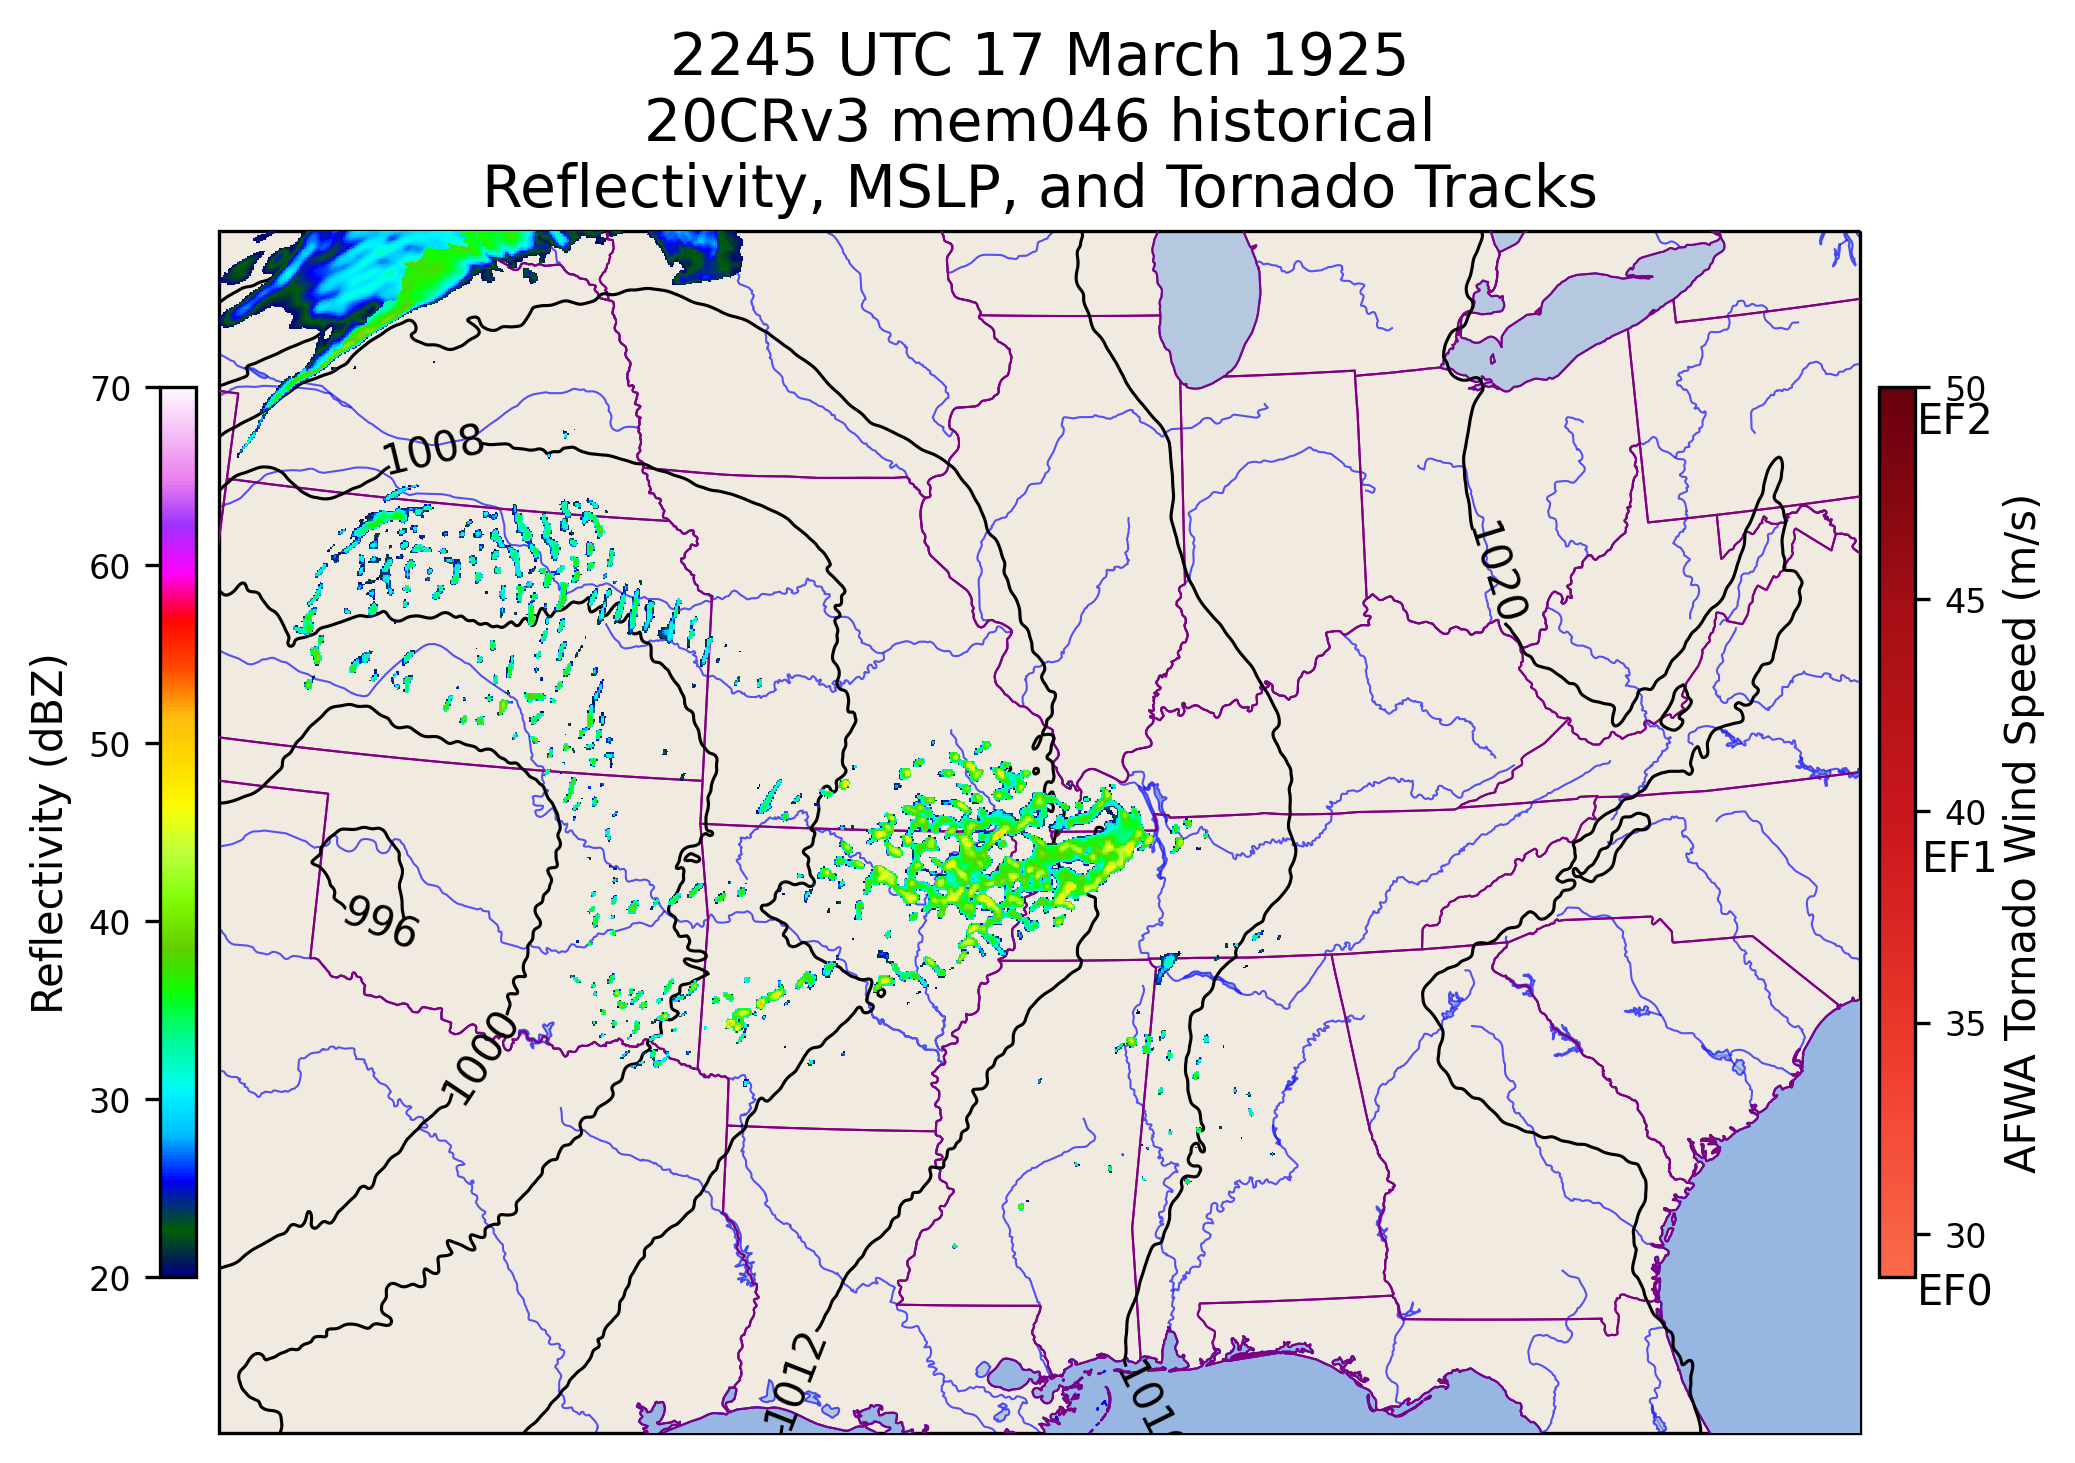 2245 UTC 17 March 1925
20CRv3 mem046 historical
Reflectivity, MSLP, and Tornado Tracks
70
60
50
40
30
20
Reflectivity (dBZ)
1008
1020
996
1000
1012
50
EF2
45
40
EF1
35
30
EF0
AFWA Tornado Wind Speed (m/s)